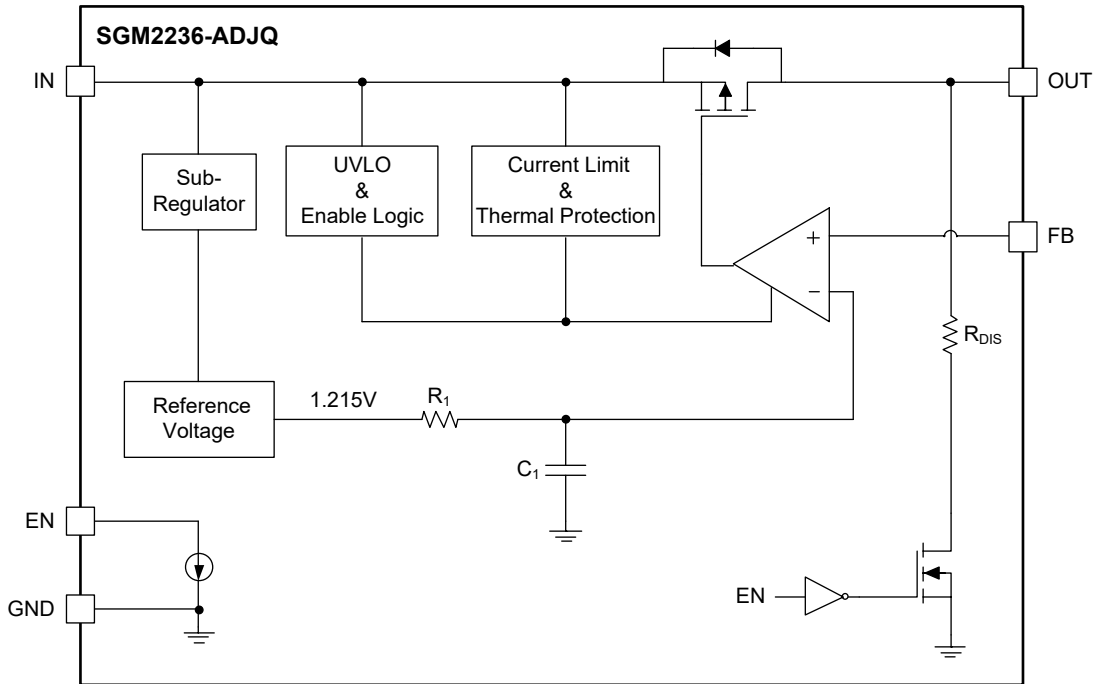 SGM2236-ADJQ
IN
OUT
Sub-
Regulator
UVLO
&
Enable Logic
Current Limit
&
Thermal Protection
+
−
FB
RDIS
Reference
Voltage
1.215V
R1
C1
EN
GND
EN